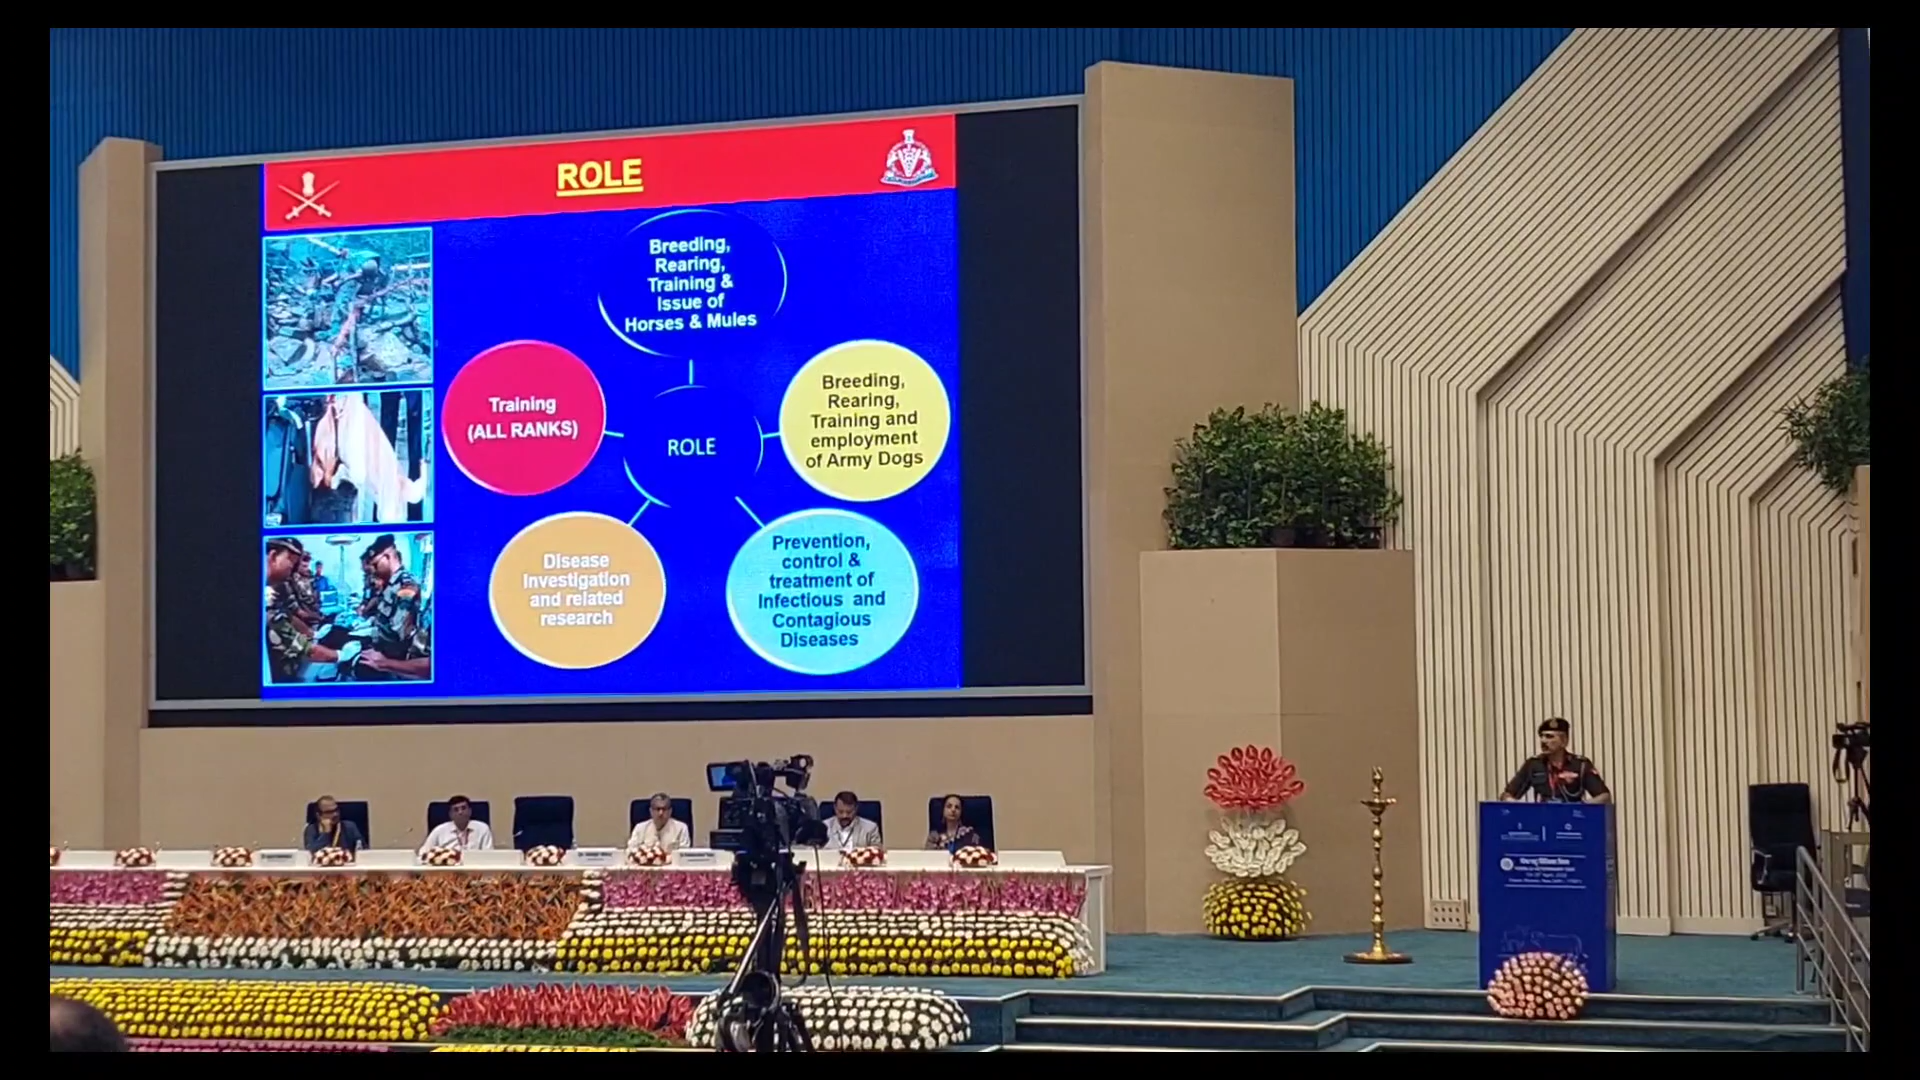 ROLE
Breeding,
Rearing,
Training &
Issue of
Horses & Mules
Breeding,
Rearing,
Training and
employment
of Army Dogs
Prevention,
control &
treatment of
Infectious and
Contagious
Diseases
Disease
Investigation
and related
research
Training
(ALL RANKS)
ROLE